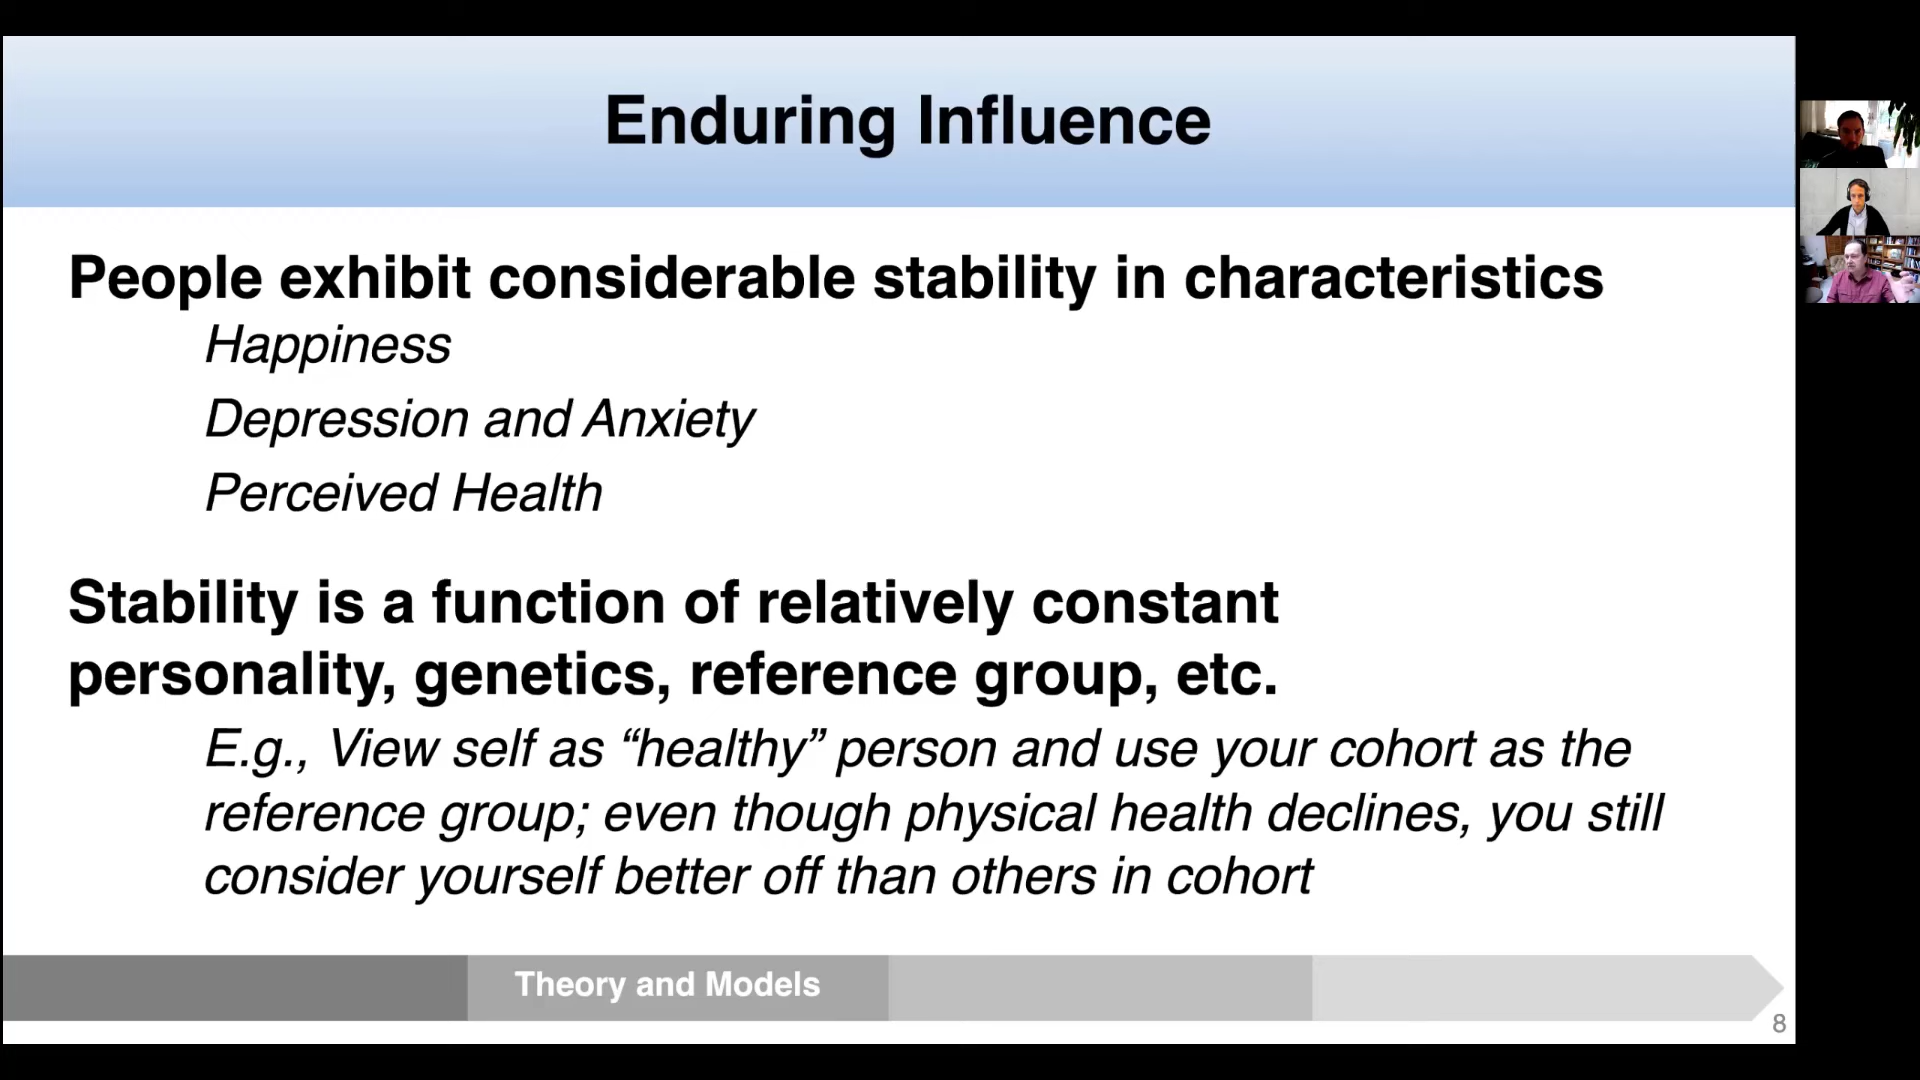 Enduring Influence
People exhibit considerable stability in characteristics
Happiness
Depression and Anxiety
Perceived Health
Stability is a function of relatively constant
personality, genetics, reference group, etc.
E.g., View self as “healthy” person and use your cohort as the
reference group; even though physical health declines, you still
consider yourself better off than others in cohort
Theory and Models
8